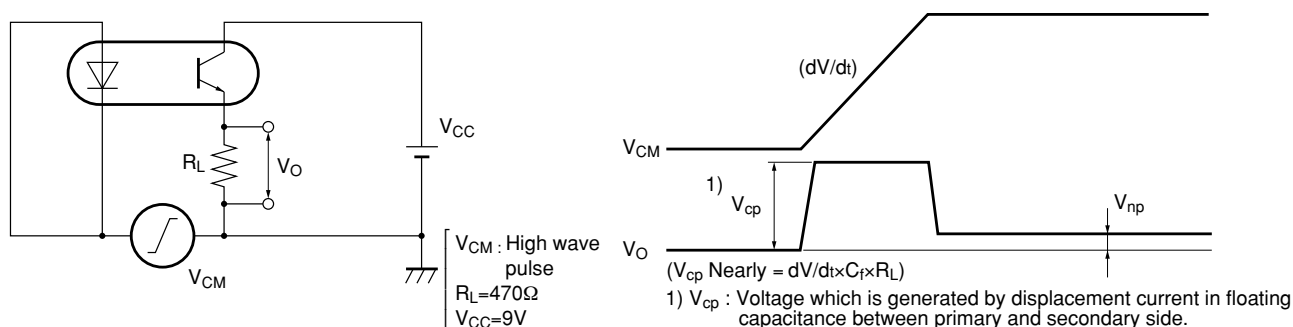 V_CC
R_L
V_O
V_CM
V_CM : High wave
pulse
R_L=470Ω
V_CC=9V
(dV/dt)
V_CM
1)
V_cp
V_np
V_O
(V_cp Nearly = dV/dt×C_f×R_L)
1) V_cp : Voltage which is generated by displacement current in floating
capacitance between primary and secondary side.